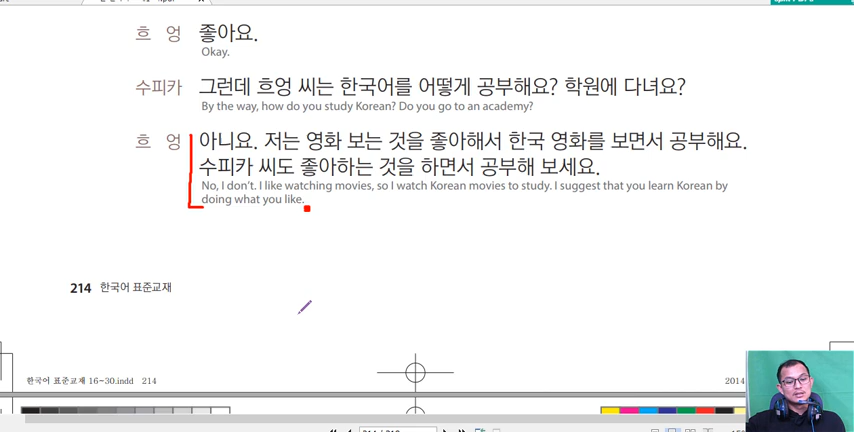 흐 엉 좋아요.
Okay.
수피카 그런데 흐엉 씨는 한국어를 어떻게 공부해요? 학원에 다녀요?
By the way, how do you study Korean? Do you go to an academy?
흐 엉 아니요. 저는 영화 보는 것을 좋아해서 한국 영화를 보면서 공부해요.
수피카 씨도 좋아하는 것을 하면서 공부해 보세요.
No, I don't. I like watching movies, so I watch Korean movies to study. I suggest that you learn Korean by
doing what you like.
214 한국어 표준교재
한국어 표준교재 16~30.indd 214
2014